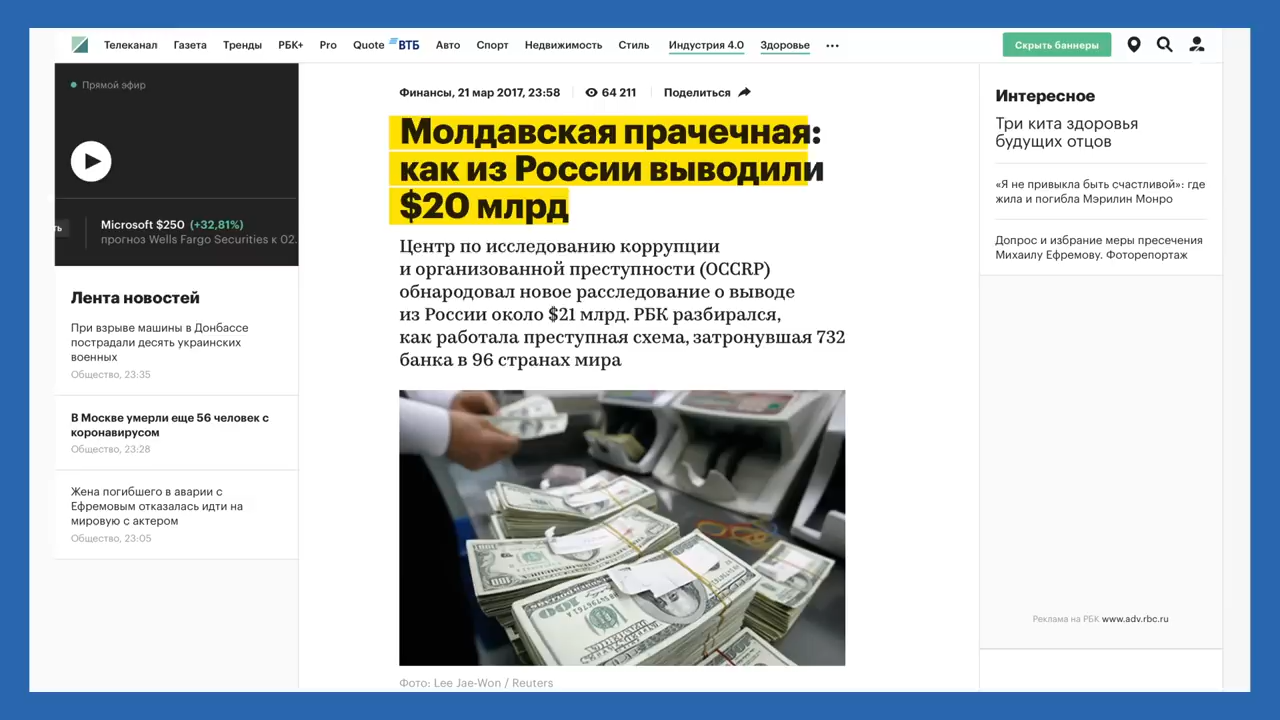 Телеканал Газета Тренды РБК+ Pro Quote ВТБ Авто Спорт Недвижимость Стиль Индустрия 4.0 Здоровье ••• Скрыть баннеры
Прямой эфир
ть
Microsoft $250 (+32,81%)
прогноз Wells Fargo Securities к 02.
Лента новостей
При взрыве машины в Донбассе
пострадали десять украинских
военных
Общество, 23:35
В Москве умерли еще 56 человек с
коронавирусом
Общество, 23:28
Жена погибшего в аварии с
Ефремовым отказалась идти на
мировую с актером
Общество, 23:05
Финансы, 21 мар 2017, 23:58 64 211 Поделиться
Молдавская прачечная:
как из России выводили
$20 млрд
Центр по исследованию коррупции
и организованной преступности (OCCRP)
обнародовал новое расследование о выводе
из России около $21 млрд. РБК разбирался,
как работала преступная схема, затронувшая 732
банка в 96 странах мира
100
Фото: Lee Jae-Won / Reuters
Интересное
Три кита здоровья
будущих отцов
«Я не привыкла быть счастливой»: где
жила и погибла Мэрилин Монро
Допрос и избрание меры пресечения
Михаилу Ефремову. Фоторепортаж
Реклама на РБК www.adv.rbc.ru